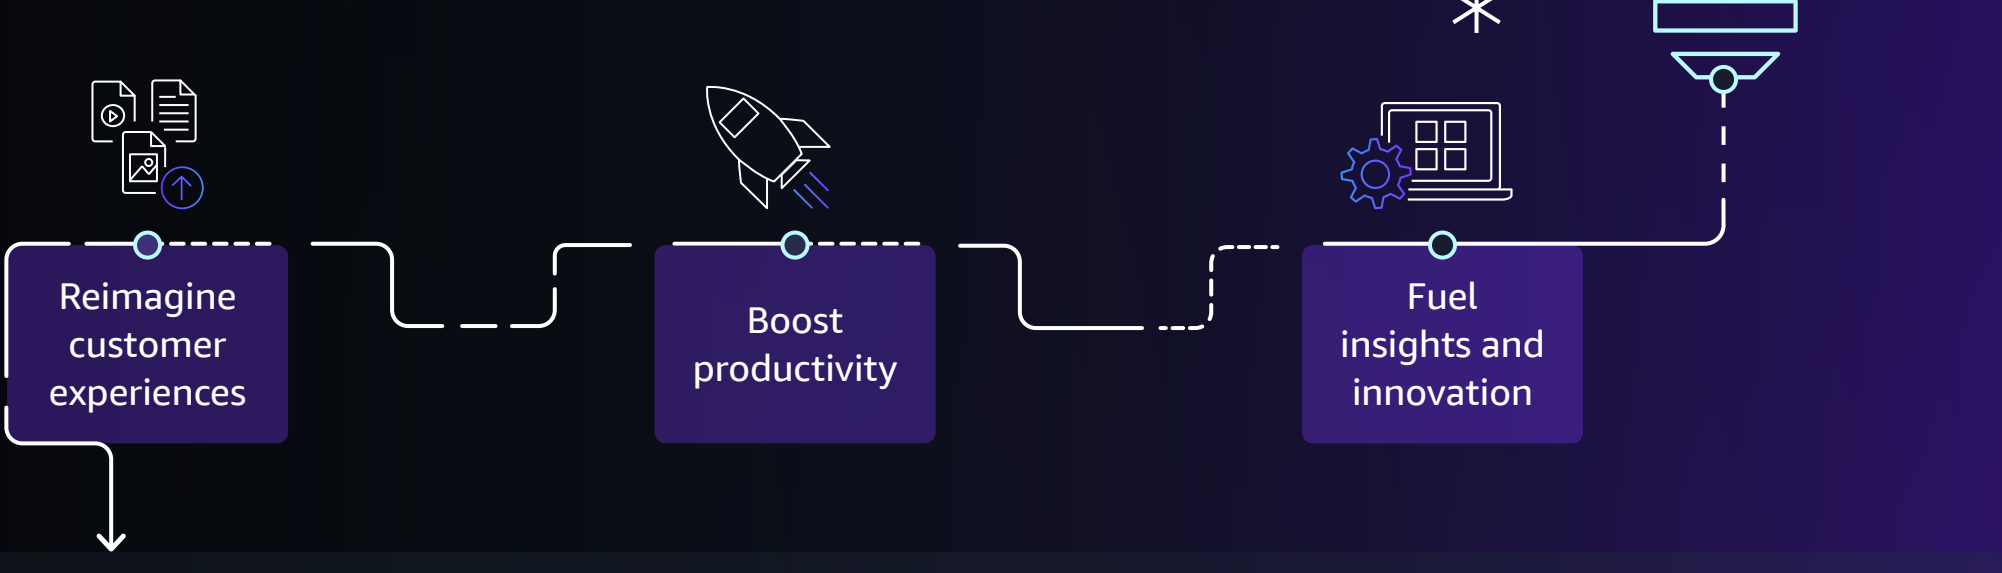 Reimagine
customer
experiences
Boost
productivity
Fuel
insights and
innovation